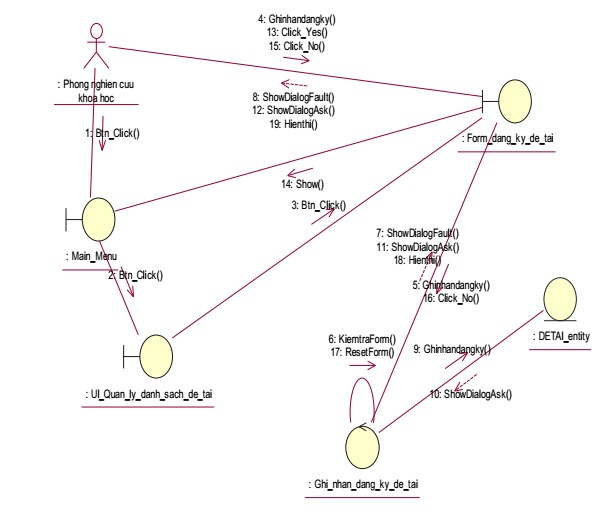 4: Ghinhandangky()
13: Click_Yes()
15: Click_No()
: Phong nghien cuu
khoa hoc
8: ShowDialogFault()
12: ShowDialogAsk()
19: Hienthi()
1: Btn_Click()
: Form_dang_ky_de_tai
14: Show()
3: Btn_Click()
: Main_Menu
2: Btn_Click()
7: ShowDialogFault()
11: ShowDialogAsk()
18: Hienthi()
5: Ghinhandangky()
16: Click_No()
6: KiemtraForm()
17: ResetForm()
9: Ghinhandangky()
: DETAI_entity
: UI_Quan_ly_danh_sach_de_tai
10: ShowDialogAsk()
: Ghi_nhan_dang_ky_de_tai